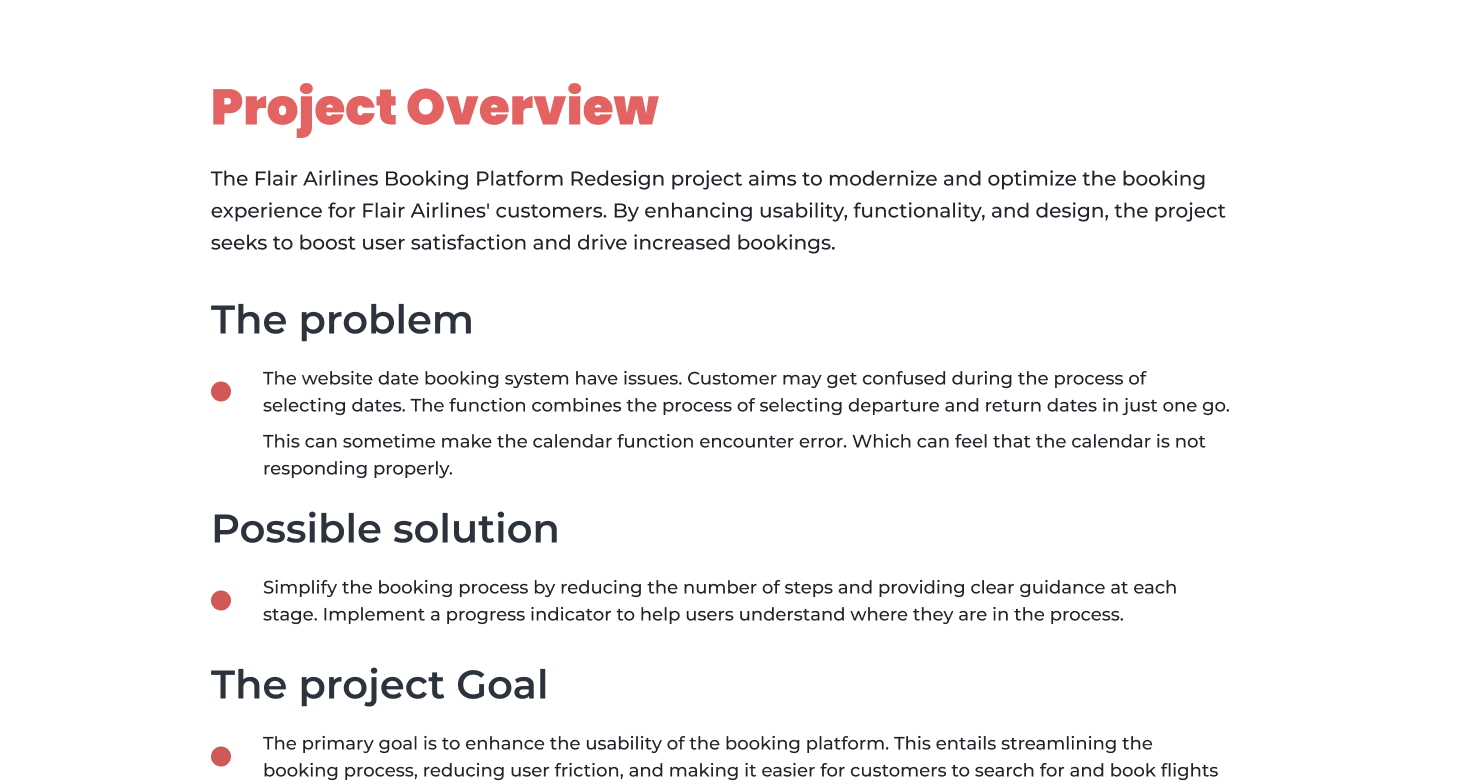 Project Overview
The Flair Airlines Booking Platform Redesign project aims to modernize and optimize the booking
experience for Flair Airlines' customers. By enhancing usability, functionality, and design, the project
seeks to boost user satisfaction and drive increased bookings.
The problem
The website date booking system have issues. Customer may get confused during the process of
selecting dates. The function combines the process of selecting departure and return dates in just one go.
This can sometime make the calendar function encounter error. Which can feel that the calendar is not
responding properly.
Possible solution
Simplify the booking process by reducing the number of steps and providing clear guidance at each
stage. Implement a progress indicator to help users understand where they are in the process.
The project Goal
The primary goal is to enhance the usability of the booking platform. This entails streamlining the
booking process, reducing user friction, and making it easier for customers to search for and book flights